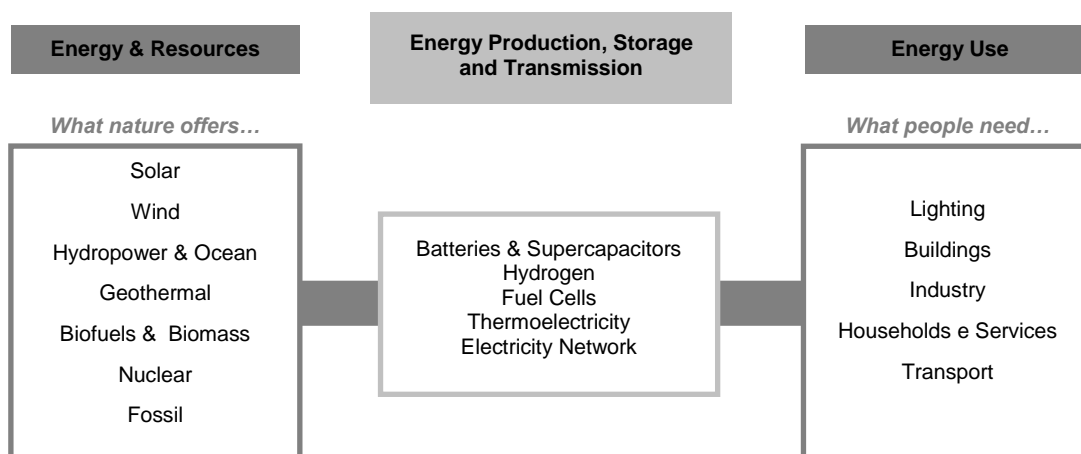 Energy & Resources
What nature offers…
Solar
Wind
Hydropower & Ocean
Geothermal
Biofuels & Biomass
Nuclear
Fossil
Energy Production, Storage
and Transmission
Batteries & Supercapacitors
Hydrogen
Fuel Cells
Thermoelectricity
Electricity Network
Energy Use
What people need…
Lighting
Buildings
Industry
Households e Services
Transport